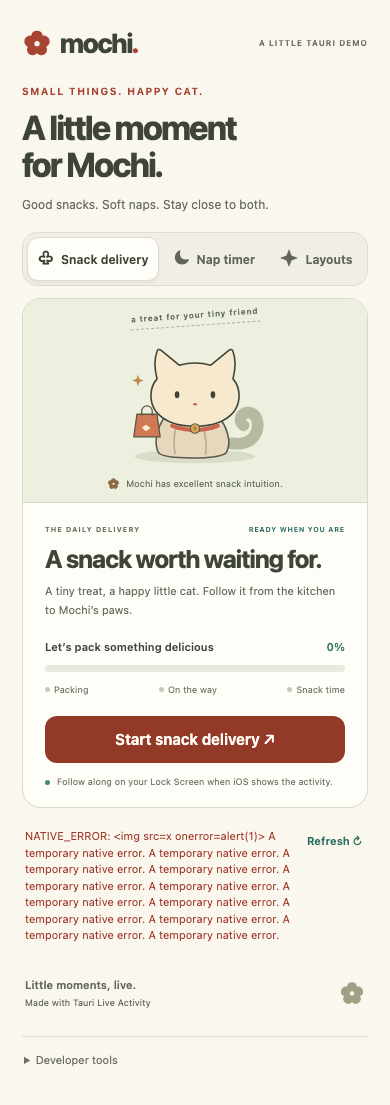 mochi.
A LITTLE TAURI DEMO
SMALL THINGS. HAPPY CAT.
A little moment
for Mochi.
Good snacks. Soft naps. Stay close to both.
Snack delivery
Nap timer
Layouts
a treat for your tiny friend
Mochi has excellent snack intuition.
THE DAILY DELIVERY
READY WHEN YOU ARE
A snack worth waiting for.
A tiny treat, a happy little cat. Follow it from the kitchen
to Mochi's paws.
Let's pack something delicious
0%
Packing
On the way
Snack time
Start snack delivery ↗
Follow along on your Lock Screen when iOS shows the activity.
NATIVE_ERROR: <img src=x onerror=alert(1)> A
temporary native error. A temporary native error. A
temporary native error. A temporary native error. A
temporary native error. A temporary native error. A
temporary native error. A temporary native error. A
temporary native error. A temporary native error. A
temporary native error. A temporary native error.
Refresh ↻
Little moments, live.
Made with Tauri Live Activity
▶ Developer tools